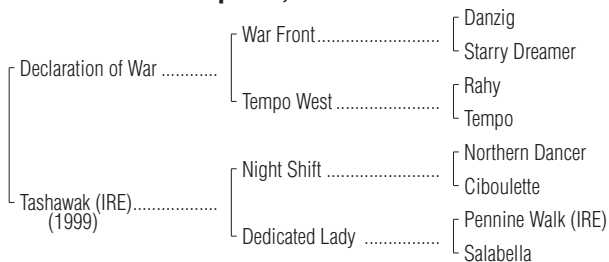 Danzig
War Front........................
Starry Dreamer
Declaration of War ............
Rahy
Tempo West ....................
Tempo
Northern Dancer
Night Shift ......................
Ciboulette
Tashawak (IRE)..................
(1999)
Pennine Walk (IRE)
Dedicated Lady ................
Salabella